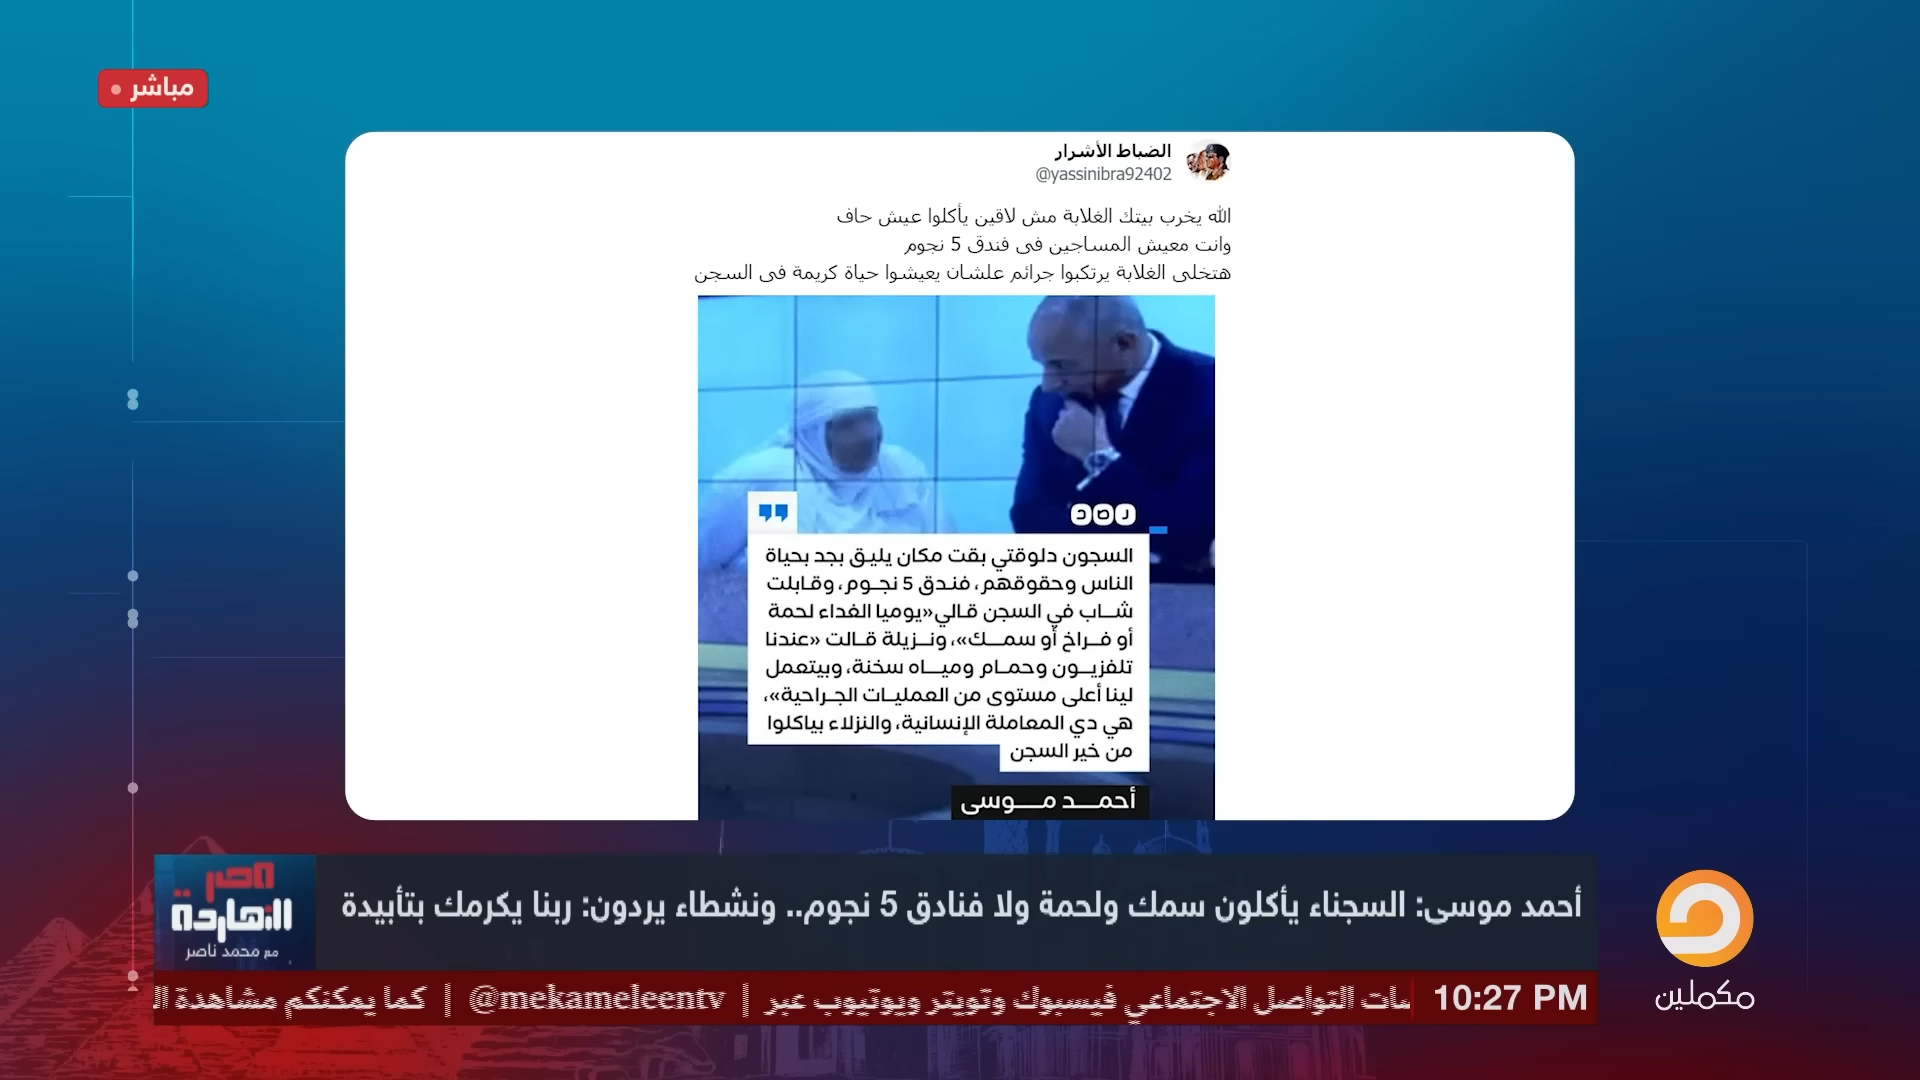 مباشر
الضباط الأشرار
@yassinibra92402
الله يخرب بيتك الغلابة مش لاقين يأكلوا عيش حاف
وانت معيش المساجين فى فندق 5 نجوم
هتخلى الغلابة يرتكبوا جرائم علشان يعيشوا حياة كريمة فى السجن
رصد
السجون دلوقتي بقت مكان يليق بجد بحياة
الناس وحقوقهم، فندق 5 نجوم، وقابلت
شاب في السجن قالي«يوميا الغداء لحمة
أو فراخ أو سمك»، ونزيلة قالت «عندنا
تلفزيون وحمام ومياه سخنة، وبيتعمل
لينا أعلى مستوى من العمليات الجراحية»،
هي دي المعاملة الإنسانية، والنزلاء بياكلوا
من خير السجن
أحمد موسى
أحمد موسى: السجناء يأكلون سمك ولحمة ولا فنادق 5 نجوم.. ونشطاء يردون: ربنا يكرمك بتأبيدة
مصر
النهاردة
مع محمد ناصر
10:27 PM
التواصل الاجتماعي فيسبوك وتويتر ويوتيوب عبر | @mekameleentv | كما يمكنكم مشاهدة
مكملين